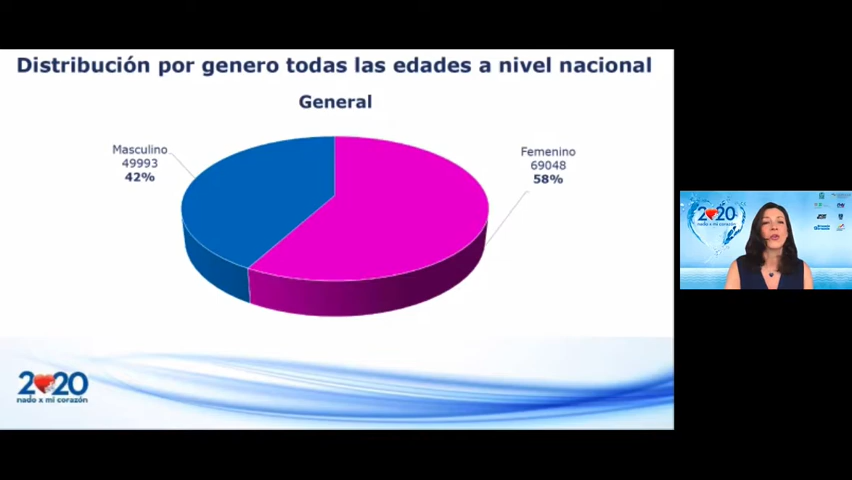 Distribución por genero todas las edades a nivel nacional
General
Masculino
49993
42%
Femenino
69048
58%
2020
nado x mi corazón
2020
nado x mi corazón